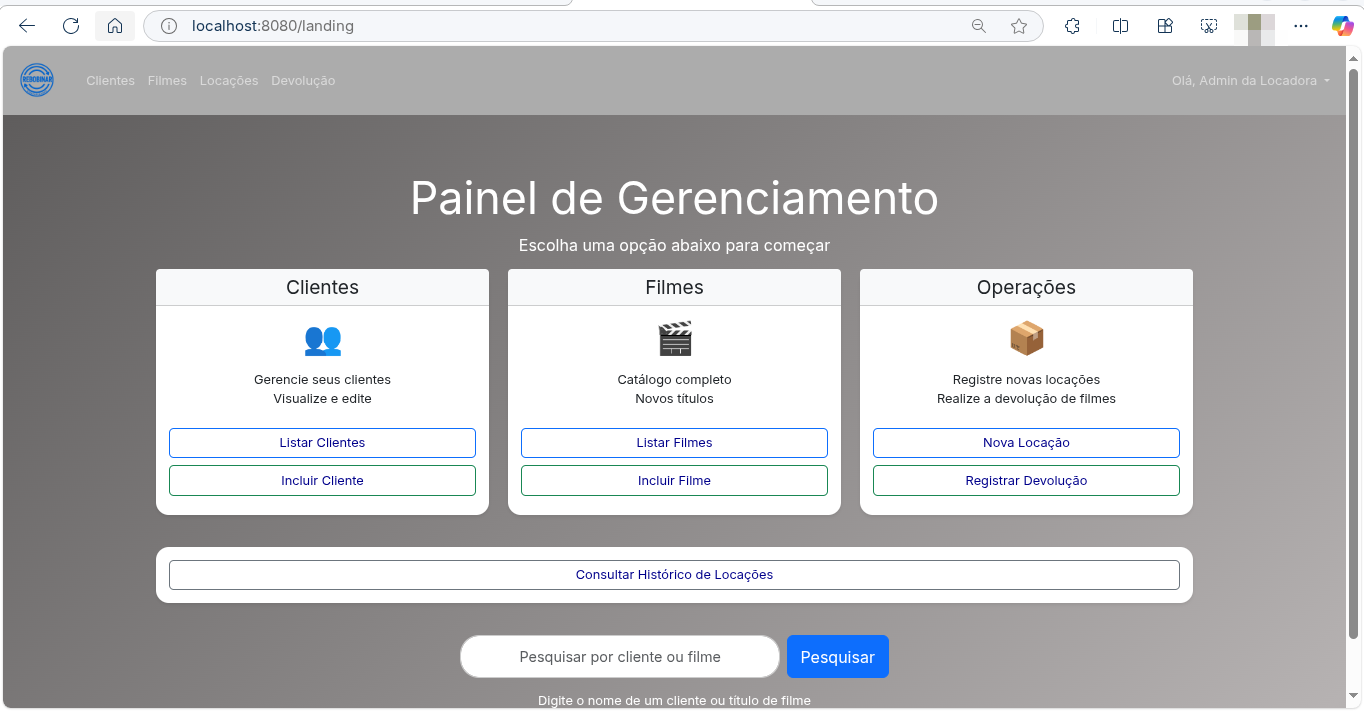 localhost:8080/landing
REBOBINAR
Clientes Filmes Locações Devolução
Olá, Admin da Locadora
Painel de Gerenciamento
Escolha uma opção abaixo para começar
Clientes
Gerencie seus clientes
Visualize e edite
Listar Clientes
Incluir Cliente
Filmes
Catálogo completo
Novos títulos
Listar Filmes
Incluir Filme
Operações
Registre novas locações
Realize a devolução de filmes
Nova Locação
Registrar Devolução
Consultar Histórico de Locações
Pesquisar por cliente ou filme
Pesquisar
Digite o nome de um cliente ou título de filme